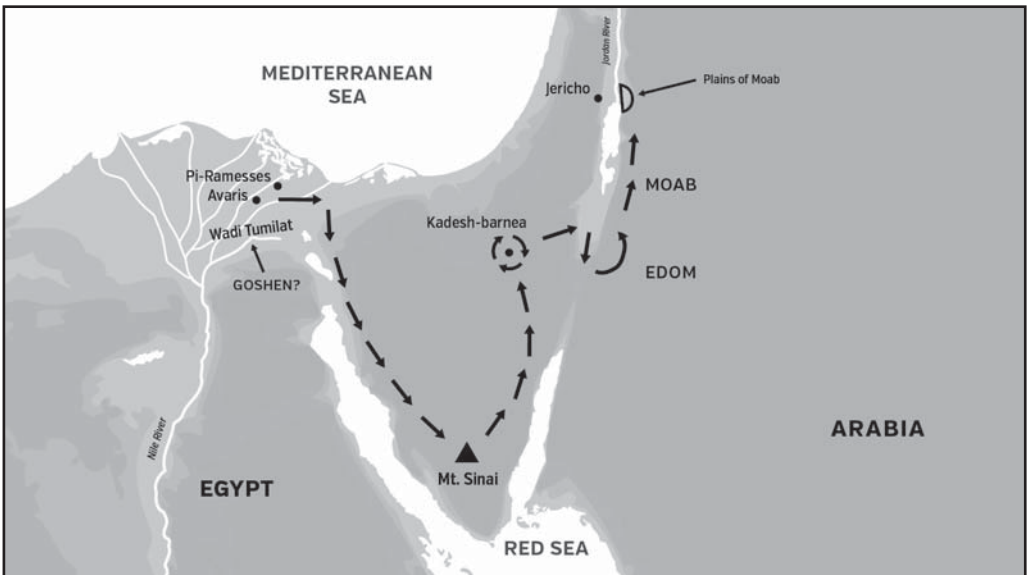 Jordan River
MEDITERRANEAN
SEA
Jericho
Plains of Moab
Pi-Ramesses
Avaris
MOAB
Kadesh-barnea
Wadi Tumilat
GOSHEN?
EDOM
ARABIA
Nile River
Mt. Sinai
EGYPT
RED SEA